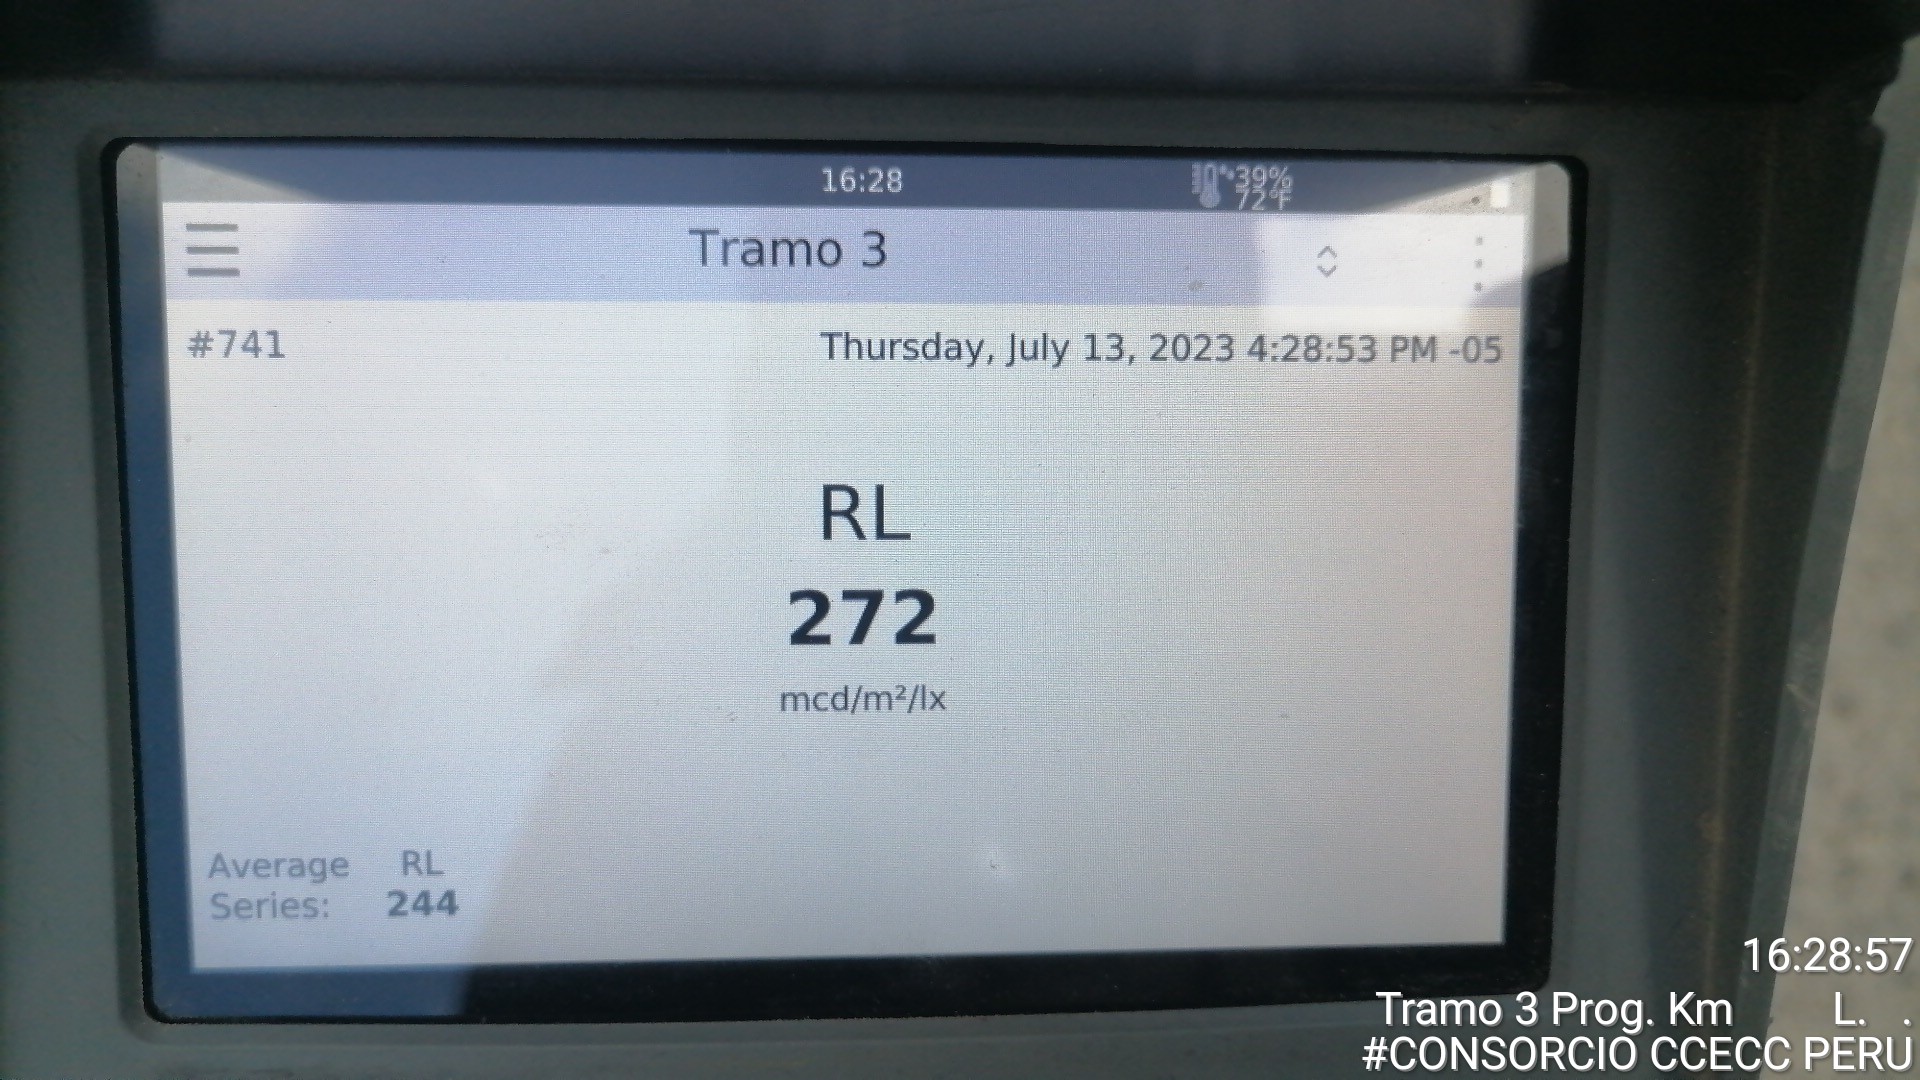 16:28
39%
72°F
Tramo 3
#741
Thursday, July 13, 2023 4:28:53 PM -05
RL
272
mcd/m²/lx
Average RL
Series: 244
16:28:57
Tramo 3 Prog. Km L. .
#CONSORCIO CCECC PERU